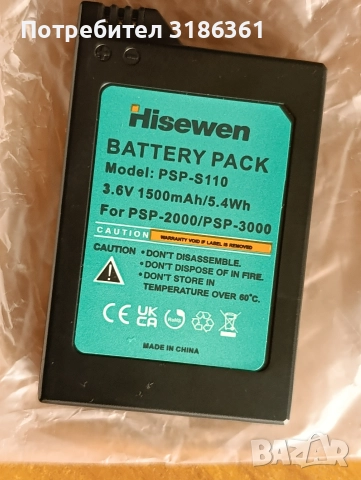 Потребител 3186361
Hisewen
BATTERY PACK
Model: PSP-S110
3.6V 1500mAh/5.4Wh
For PSP-2000/PSP-3000
CAUTION WARRANTY VOID IF LABEL IS REMOVED
• DON'T DISASSEMBLE.
• DON'T DISPOSE OF IN FIRE.
• DON'T STORE IN
TEMPERATURE OVER 60°C.
CE UK CA RoHS
MADE IN CHINA
BAZAR